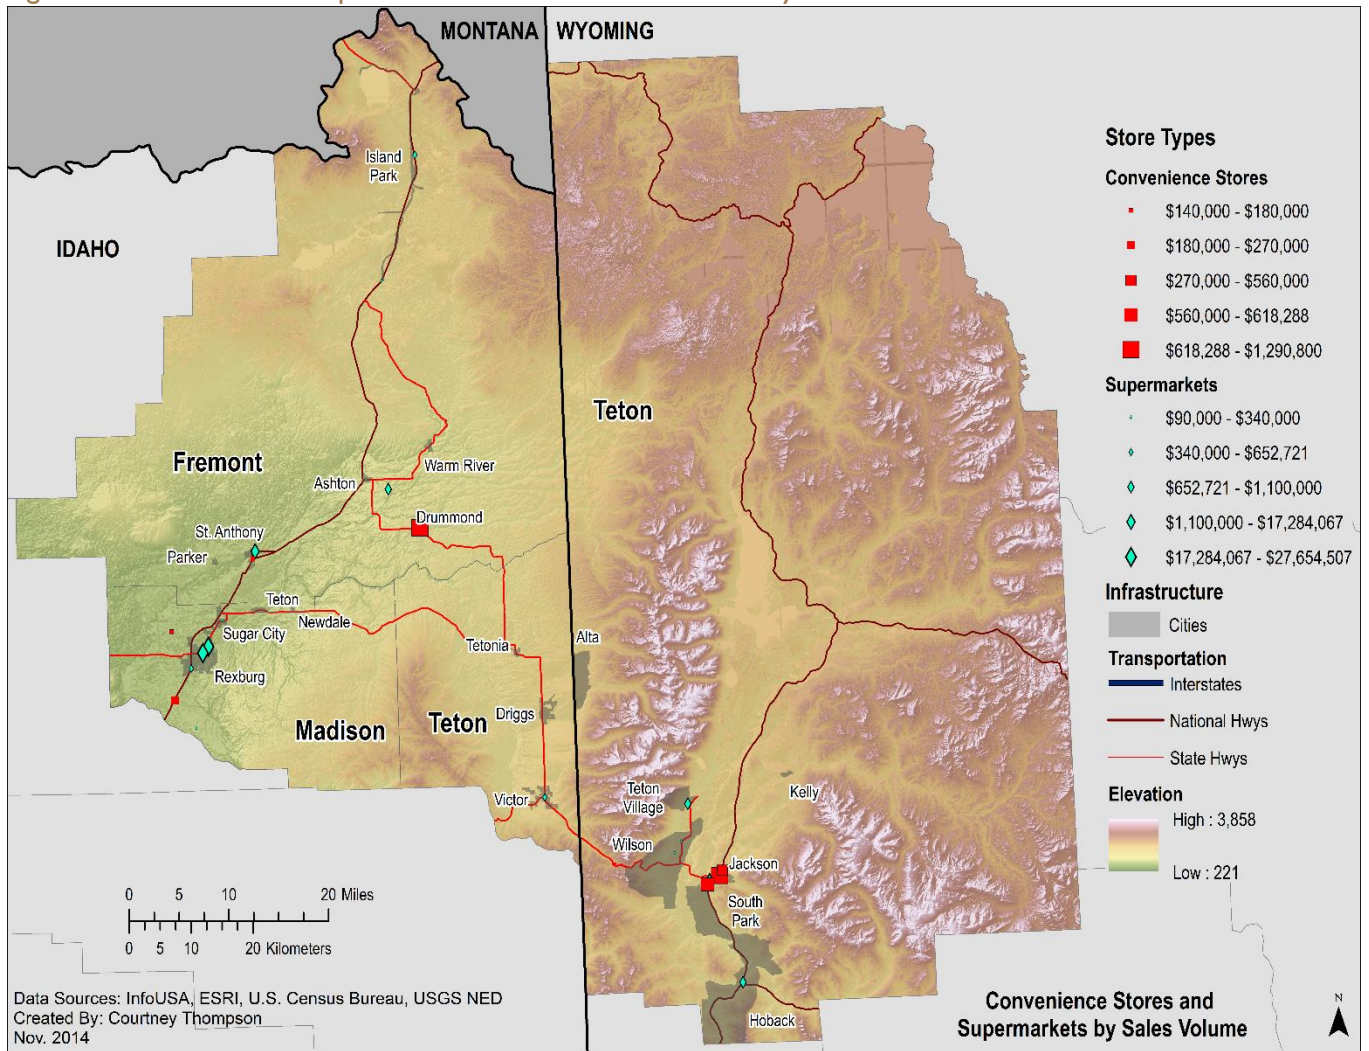 MONTANA
WYOMING
Island
Park
IDAHO
Teton
Fremont
Warm River
Ashton
Drummond
St. Anthony
Parker
Teton
Newdale
Sugar City
Tetonia
Alta
Rexburg
Driggs
Madison
Teton
Victor
Teton
Village
Kelly
Wilson
Jackson
South
Park
Hoback
0 5 10 20 Miles
0 5 10 20 Kilometers
Data Sources: InfoUSA, ESRI, U.S. Census Bureau, USGS NED
Created By: Courtney Thompson
Nov. 2014
Store Types
Convenience Stores
$140,000 - $180,000
$180,000 - $270,000
$270,000 - $560,000
$560,000 - $618,288
$618,288 - $1,290,800
Supermarkets
$90,000 - $340,000
$340,000 - $652,721
$652,721 - $1,100,000
$1,100,000 - $17,284,067
$17,284,067 - $27,654,507
Infrastructure
Cities
Transportation
Interstates
National Hwys
State Hwys
Elevation
High : 3,858
Low : 221
Convenience Stores and
Supermarkets by Sales Volume
N